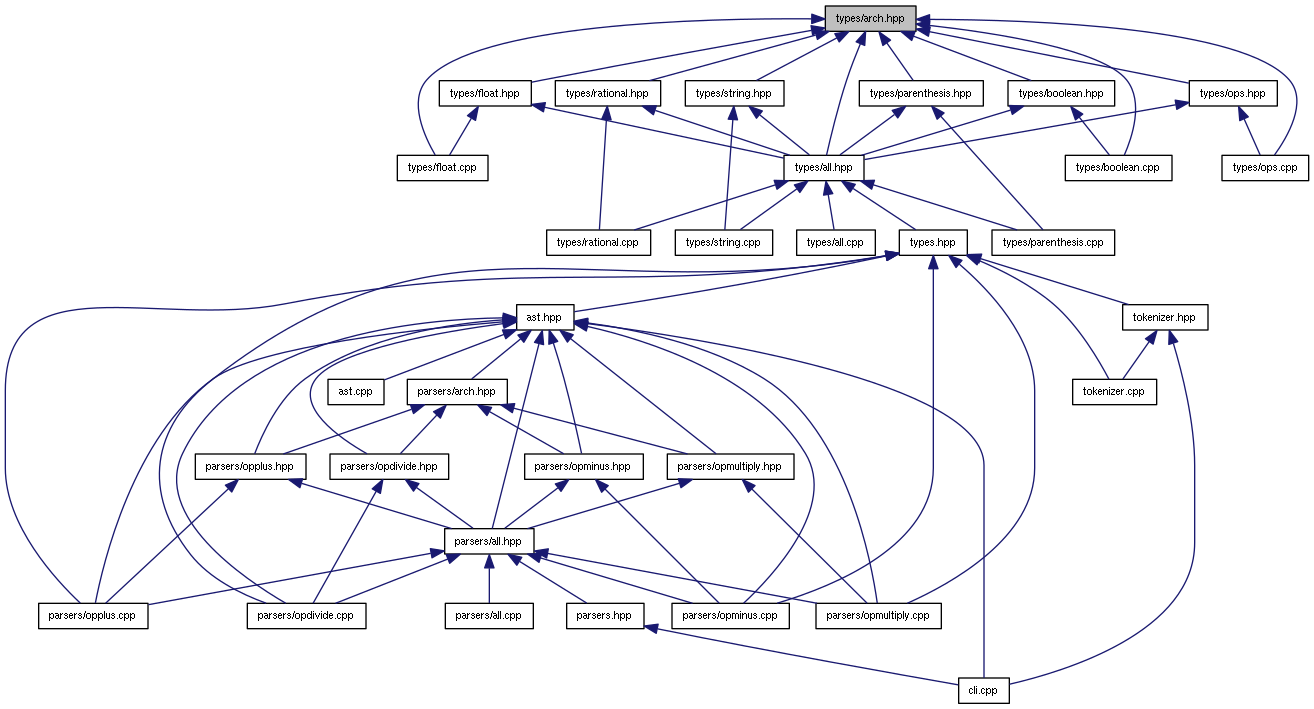 types/arch.hpp
types/float.hpp
types/rational.hpp
types/string.hpp
types/parenthesis.hpp
types/boolean.hpp
types/ops.hpp
types/float.cpp
types/all.hpp
types/boolean.cpp
types/ops.cpp
types/rational.cpp
types/string.cpp
types/all.cpp
types.hpp
types/parenthesis.cpp
ast.hpp
tokenizer.hpp
ast.cpp
parsers/arch.hpp
tokenizer.cpp
parsers/opplus.hpp
parsers/opdivide.hpp
parsers/opminus.hpp
parsers/opmultiply.hpp
parsers/all.hpp
parsers/opplus.cpp
parsers/opdivide.cpp
parsers/all.cpp
parsers.hpp
parsers/opminus.cpp
parsers/opmultiply.cpp
cli.cpp